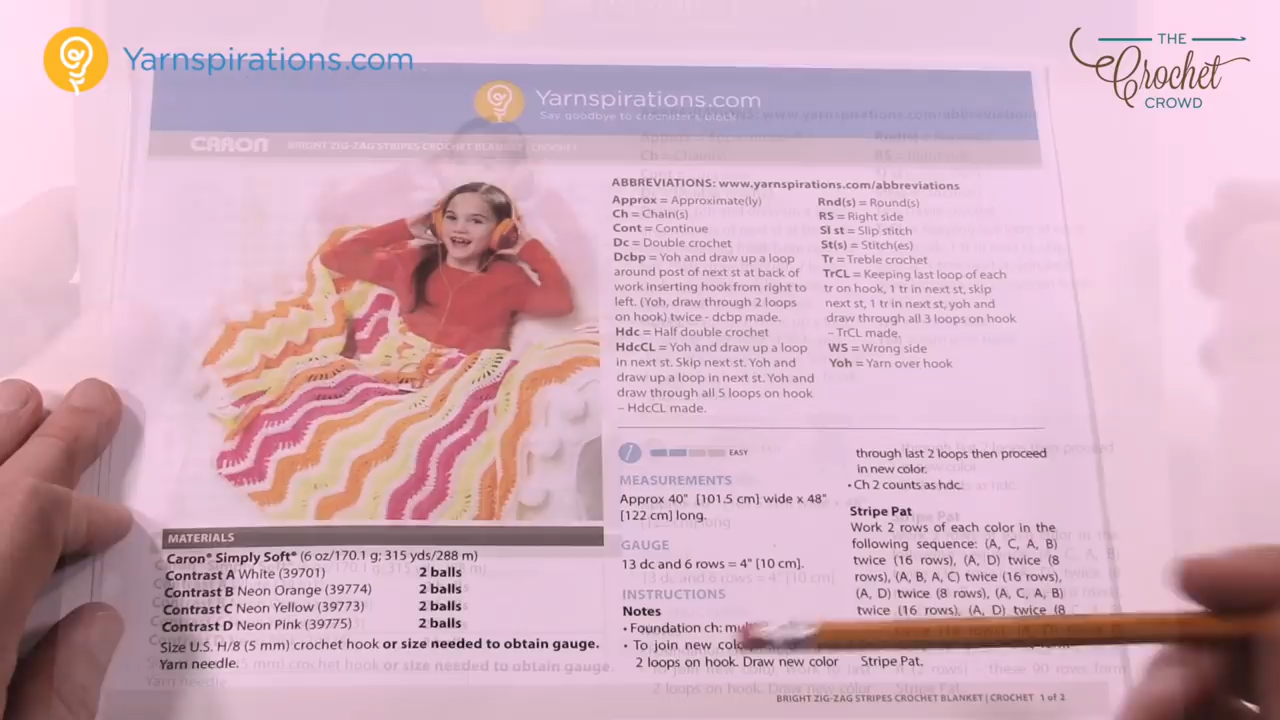 Yarnspirations.com
THE
Crochet
CROWD
Yarnspirations.com
Say goodbye to crocheter's block
CARON
BRIGHT ZIG-ZAG STRIPES CROCHET BLANKET | CROCHET
ABBREVIATIONS: www.yarnspirations.com/abbreviations
Approx = Approximate(ly)
Ch = Chain(s)
Cont = Continue
Dc = Double crochet
Dcbp = Yoh and draw up a loop
around post of next st at back of
work inserting hook from right to
left. (Yoh, draw through 2 loops
on hook) twice - dcbp made.
Hdc = Half double crochet
HdcCL = Yoh and draw up a loop
in next st. Skip next st. Yoh and
draw up a loop in next st. Yoh and
draw through all 5 loops on hook
– HdcCL made.
Rnd(s) = Round(s)
RS = Right side
Sl st = Slip stitch
St(s) = Stitch(es)
Tr = Treble crochet
TrCL = Keeping last loop of each
tr on hook, 1 tr in next st, skip
next st, 1 tr in next st, yoh and
draw through all 3 loops on hook
– TrCL made.
WS = Wrong side
Yoh = Yarn over hook
MATERIALS
Caron® Simply Soft® (6 oz/170.1 g; 315 yds/288 m)
Contrast A White (39701) 2 balls
Contrast B Neon Orange (39774) 2 balls
Contrast C Neon Yellow (39773) 2 balls
Contrast D Neon Pink (39775) 2 balls
Size U.S. H/8 (5 mm) crochet hook or size needed to obtain gauge.
Yarn needle.
EASY
MEASUREMENTS
Approx 40" [101.5 cm] wide x 48"
[122 cm] long.
GAUGE
13 dc and 6 rows = 4" [10 cm].
INSTRUCTIONS
Notes
• Foundation ch:
• To join new
2 loops on hook. Draw new color
through last 2 loops then proceed
in new color.
• Ch 2 counts as hdc.
Stripe Pat
Work 2 rows of each color in the
following sequence: (A, C, A, B)
twice (16 rows), (A, D) twice (8
rows), (A, B, A, C) twice (16 rows),
(A, D) twice (8 rows), (A, C, A, B)
twice (16 rows), (A, D) twice (8
Stripe Pat.
BRIGHT ZIG-ZAG STRIPES CROCHET BLANKET | CROCHET 1 of 2